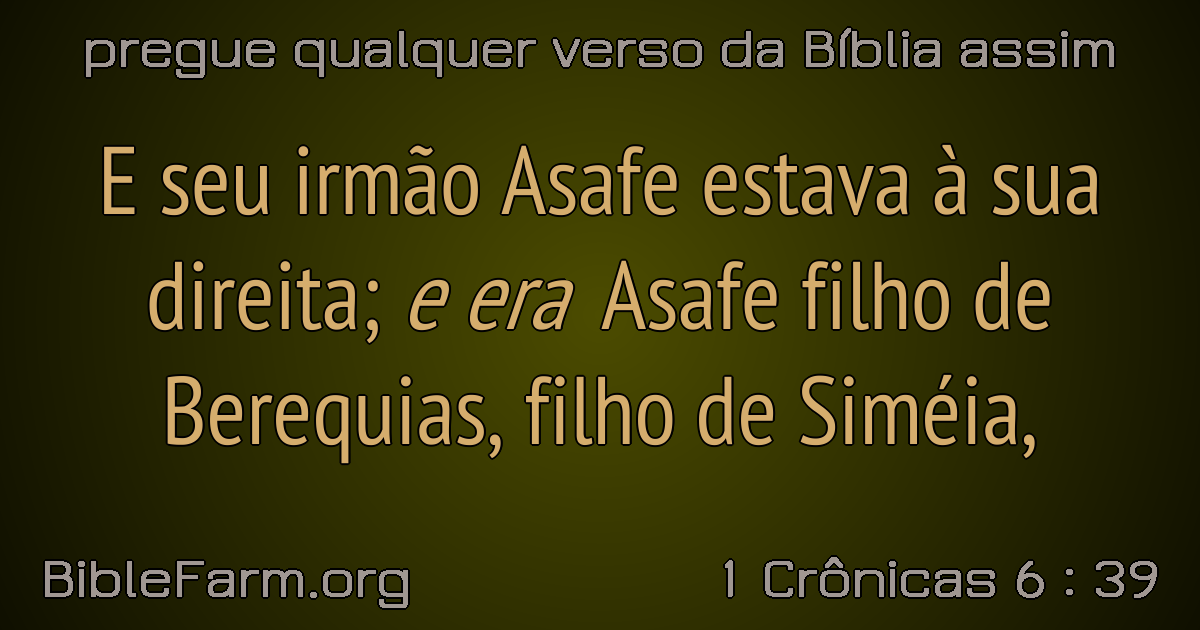 pregue qualquer verso da Bíblia assim
E seu irmão Asafe estava à sua
direita; e era Asafe filho de
Berequias, filho de Siméia,
BibleFarm.org
1 Crônicas 6 : 39